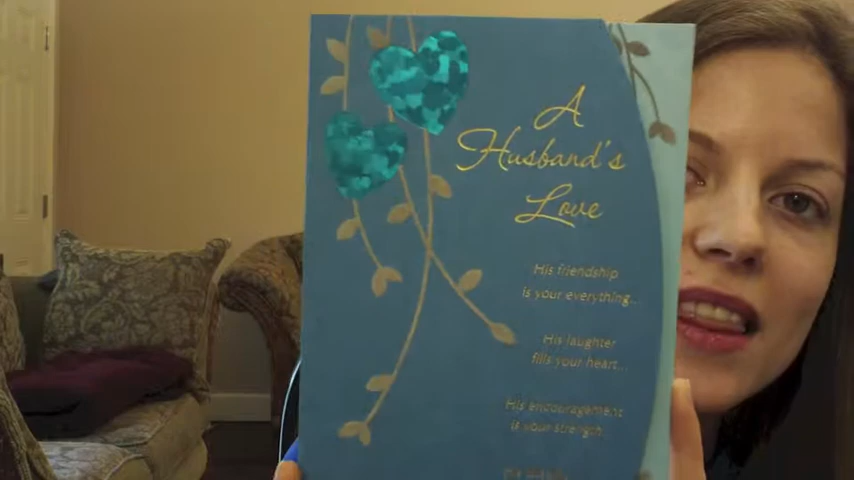 A
Husband's
Love
His friendship
is your everything...
His laughter
fills your heart...
His encouragement
is your strength.